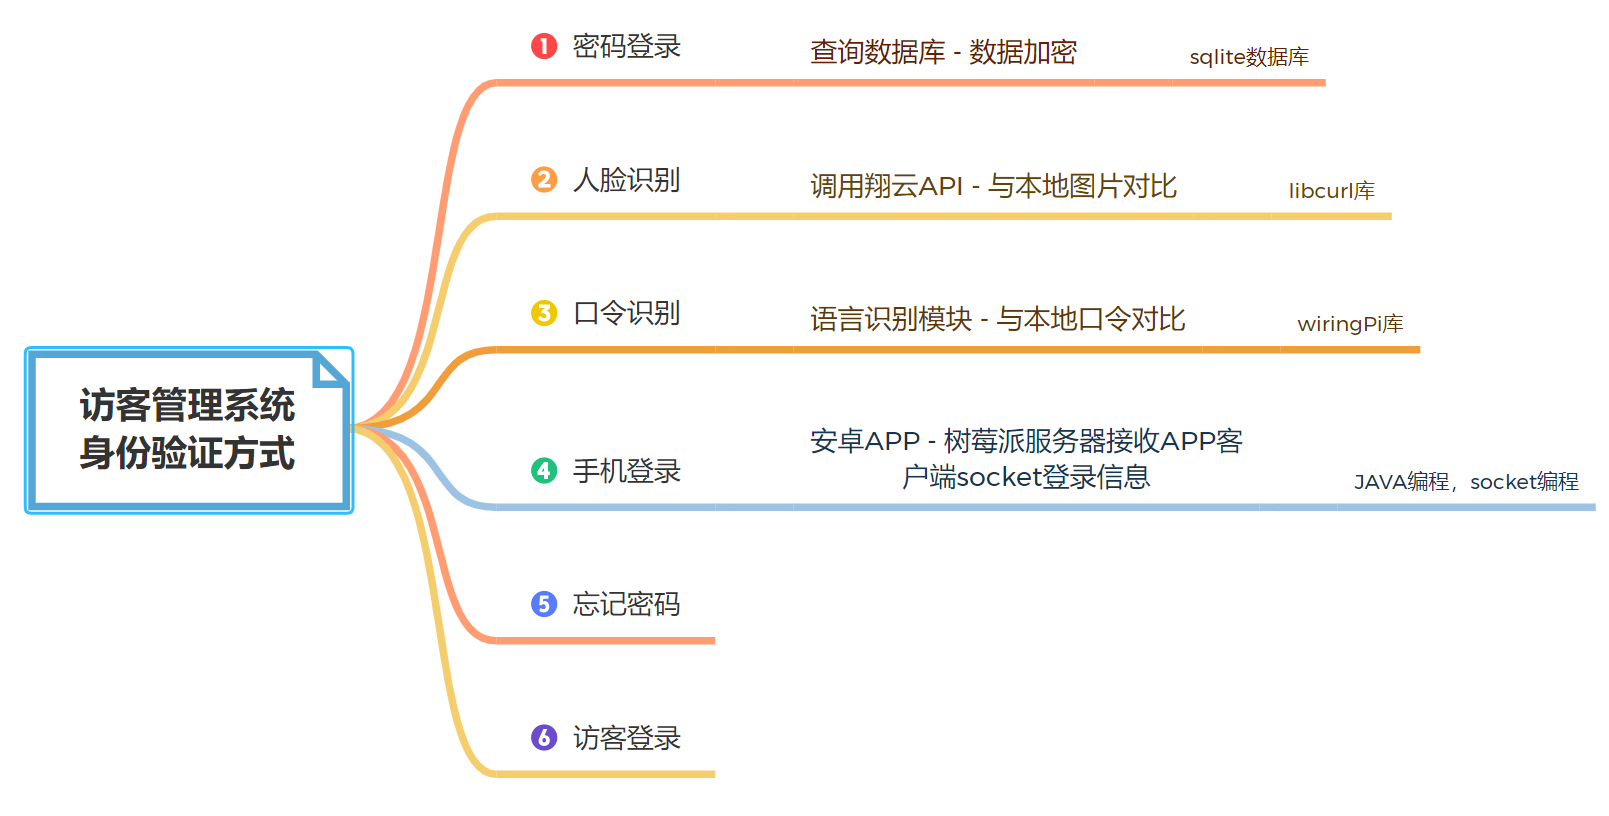 访客管理系统
身份验证方式
1 密码登录
查询数据库 - 数据加密
sqlite数据库
2 人脸识别
调用翔云API - 与本地图片对比
libcurl库
3 口令识别
语言识别模块 - 与本地口令对比
wiringPi库
4 手机登录
安卓APP - 树莓派服务器接收APP客
户端socket登录信息
JAVA编程，socket编程
5 忘记密码
6 访客登录